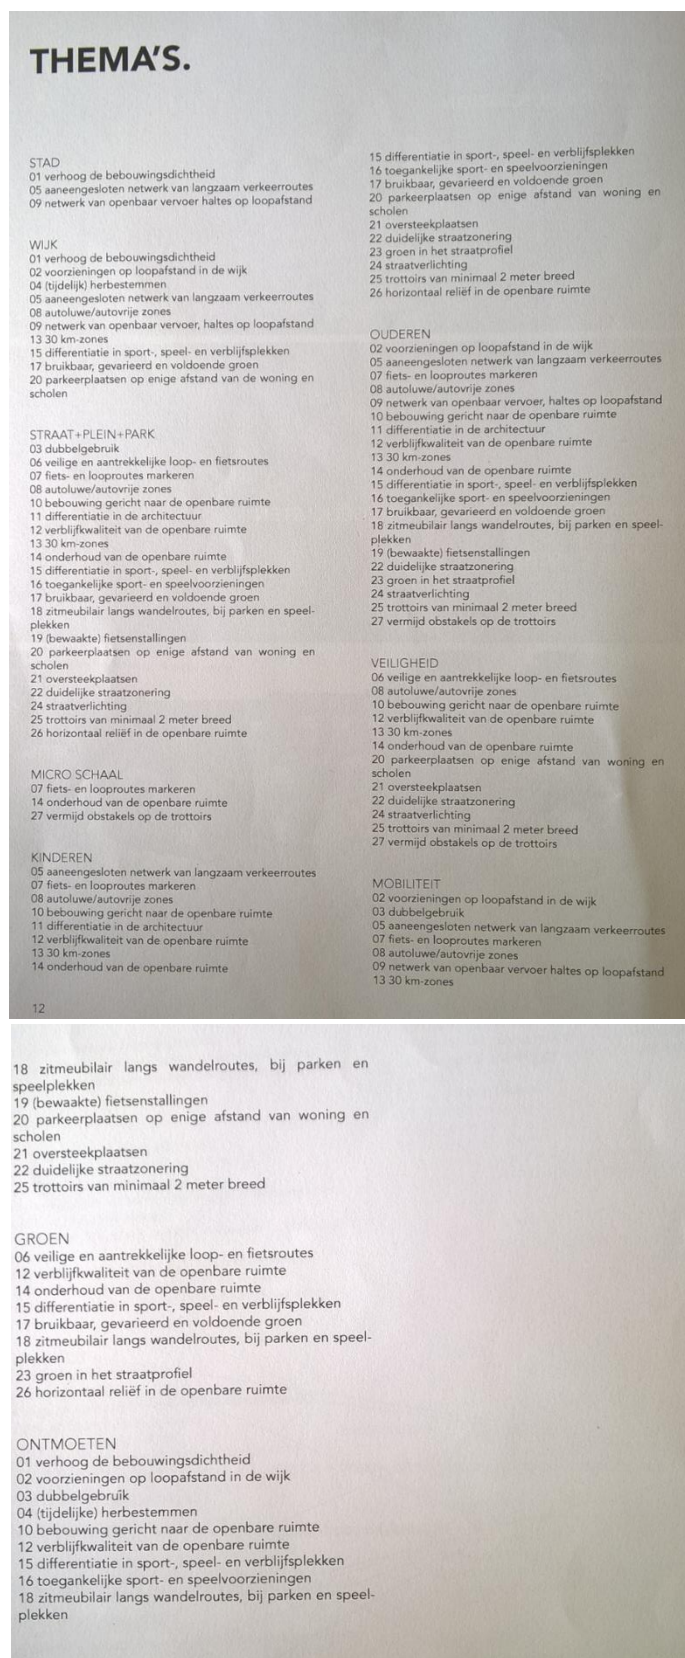 THEMA'S.
STAD
01 verhoog de bebouwingsdichtheid
05 aaneengesloten netwerk van langzaam verkeerroutes
09 netwerk van openbaar vervoer haltes op loopafstand
WIJK
01 verhoog de bebouwingsdichtheid
02 voorzieningen op loopafstand in de wijk
04 (tijdelijk) herbestemmen
05 aaneengesloten netwerk van langzaam verkeerroutes
08 autoluwe/autovrije zones
09 netwerk van openbaar vervoer, haltes op loopafstand
13 30 km-zones
15 differentiatie in sport-, speel- en verblijfsplekken
17 bruikbaar, gevarieerd en voldoende groen
20 parkeerplaatsen op enige afstand van de woning en
scholen
STRAAT+PLEIN+PARK
03 dubbelgebruik
06 veilige en aantrekkelijke loop- en fietsroutes
07 fiets- en looproutes markeren
08 autoluwe/autovrije zones
10 bebouwing gericht naar de openbare ruimte
11 differentiatie in de architectuur
12 verblijfkwaliteit van de openbare ruimte
13 30 km-zones
14 onderhoud van de openbare ruimte
15 differentiatie in sport-, speel- en verblijfsplekken
16 toegankelijke sport- en speelvoorzieningen
17 bruikbaar, gevarieerd en voldoende groen
18 zitmeubilair langs wandelroutes, bij parken en speel-
plekken
19 (bewaakte) fietsenstallingen
20 parkeerplaatsen op enige afstand van woning en
scholen
21 oversteekplaatsen
22 duidelijke straatzonering
24 straatverlichting
25 trottoirs van minimaal 2 meter breed
26 horizontaal reliëf in de openbare ruimte
MICRO SCHAAL
07 fiets- en looproutes markeren
14 onderhoud van de openbare ruimte
27 vermijd obstakels op de trottoirs
KINDEREN
05 aaneengesloten netwerk van langzaam verkeerroutes
07 fiets- en looproutes markeren
08 autoluwe/autovrije zones
10 bebouwing gericht naar de openbare ruimte
11 differentiatie in de architectuur
12 verblijfkwaliteit van de openbare ruimte
13 30 km-zones
14 onderhoud van de openbare ruimte
12
15 differentiatie in sport-, speel- en verblijfsplekken
16 toegankelijke sport- en speelvoorzieningen
17 bruikbaar, gevarieerd en voldoende groen
20 parkeerplaatsen op enige afstand van woning en
scholen
21 oversteekplaatsen
22 duidelijke straatzonering
23 groen in het straatprofiel
24 straatverlichting
25 trottoirs van minimaal 2 meter breed
26 horizontaal reliëf in de openbare ruimte
OUDEREN
02 voorzieningen op loopafstand in de wijk
05 aaneengesloten netwerk van langzaam verkeerroutes
07 fiets- en looproutes markeren
08 autoluwe/autovrije zones
09 netwerk van openbaar vervoer, haltes op loopafstand
10 bebouwing gericht naar de openbare ruimte
11 differentiatie in de architectuur
12 verblijfkwaliteit van de openbare ruimte
13 30 km-zones
14 onderhoud van de openbare ruimte
15 differentiatie in sport-, speel- en verblijfsplekken
16 toegankelijke sport- en speelvoorzieningen
17 bruikbaar, gevarieerd en voldoende groen
18 zitmeubilair langs wandelroutes, bij parken en speel-
plekken
19 (bewaakte) fietsenstallingen
22 duidelijke straatzonering
23 groen in het straatprofiel
24 straatverlichting
25 trottoirs van minimaal 2 meter breed
27 vermijd obstakels op de trottoirs
VEILIGHEID
06 veilige en aantrekkelijke loop- en fietsroutes
08 autoluwe/autovrije zones
10 bebouwing gericht naar de openbare ruimte
12 verblijfkwaliteit van de openbare ruimte
13 30 km-zones
14 onderhoud van de openbare ruimte
20 parkeerplaatsen op enige afstand van woning en
scholen
21 oversteekplaatsen
22 duidelijke straatzonering
24 straatverlichting
25 trottoirs van minimaal 2 meter breed
27 vermijd obstakels op de trottoirs
MOBILITEIT
02 voorzieningen op loopafstand in de wijk
03 dubbelgebruik
05 aaneengesloten netwerk van langzaam verkeerroutes
07 fiets- en looproutes markeren
08 autoluwe/autovrije zones
09 netwerk van openbaar vervoer haltes op loopafstand
13 30 km-zones
18 zitmeubilair langs wandelroutes, bij parken en
speelplekken
19 (bewaakte) fietsenstallingen
20 parkeerplaatsen op enige afstand van woning en
scholen
21 oversteekplaatsen
22 duidelijke straatzonering
25 trottoirs van minimaal 2 meter breed
GROEN
06 veilige en aantrekkelijke loop- en fietsroutes
12 verblijfkwaliteit van de openbare ruimte
14 onderhoud van de openbare ruimte
15 differentiatie in sport-, speel- en verblijfsplekken
17 bruikbaar, gevarieerd en voldoende groen
18 zitmeubilair langs wandelroutes, bij parken en speel-
plekken
23 groen in het straatprofiel
26 horizontaal reliëf in de openbare ruimte
ONTMOETEN
01 verhoog de bebouwingsdichtheid
02 voorzieningen op loopafstand in de wijk
03 dubbelgebruik
04 (tijdelijke) herbestemmen
10 bebouwing gericht naar de openbare ruimte
12 verblijfkwaliteit van de openbare ruimte
15 differentiatie in sport-, speel- en verblijfsplekken
16 toegankelijke sport- en speelvoorzieningen
18 zitmeubilair langs wandelroutes, bij parken en speel-
plekken